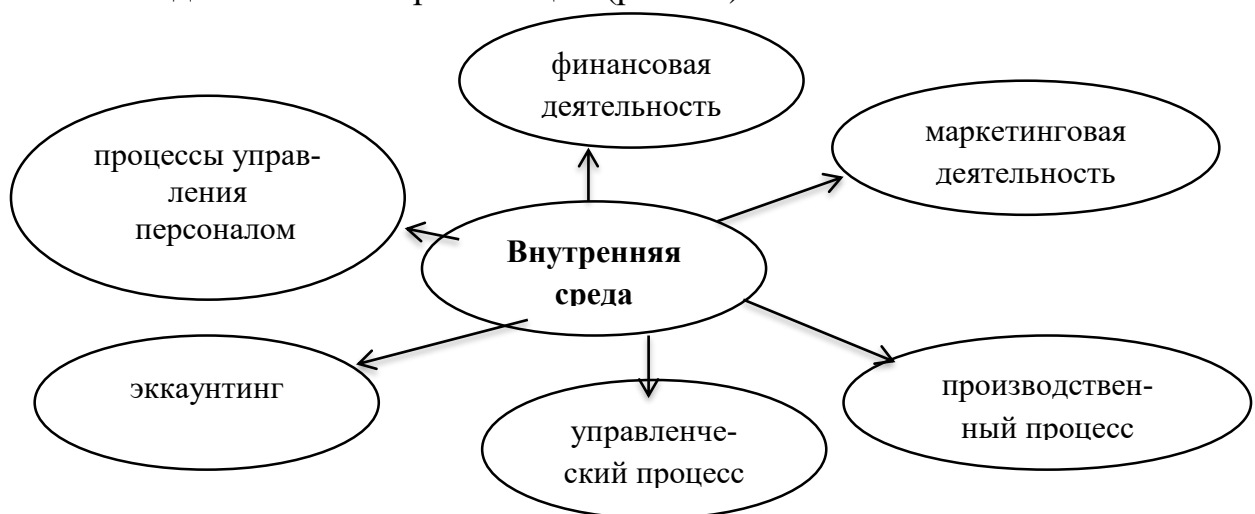 финансовая
деятельность
маркетинговая
деятельность
процессы управ-
ления
персоналом
Внутренняя
среда
эккаунтинг
управленче-
ский процесс
производствен-
ный процесс